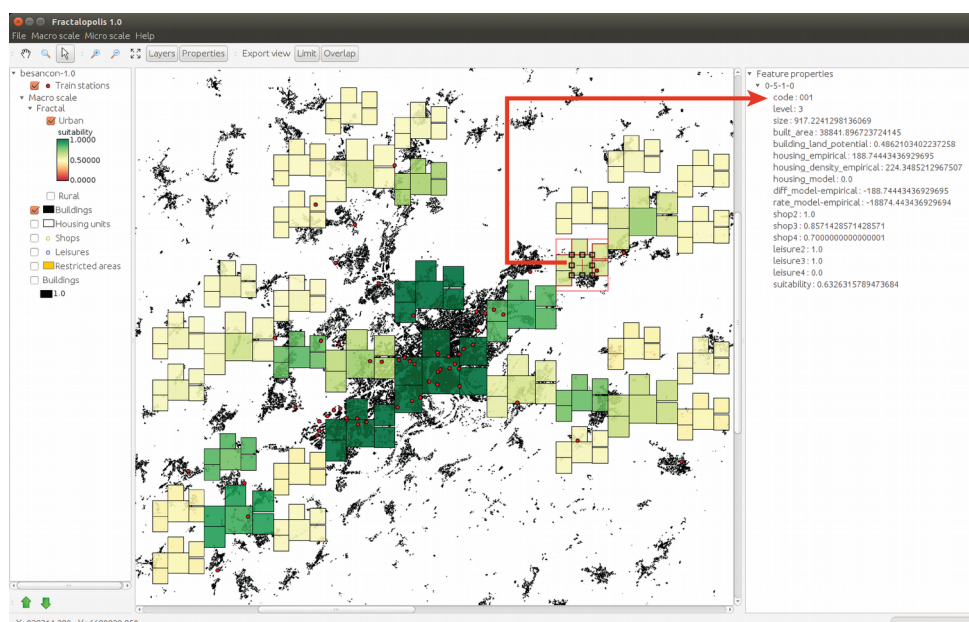 Fractalopolis 1.0
File Macro scale Micro scale Help
Layers Properties Export view Limit Overlap
besancon-1.0
Train stations
Macro scale
Fractal
Urban
suitability
1.0000
0.50000
0.0000
Rural
Buildings
Housing units
Shops
Leisures
Restricted areas
Buildings
1.0
Feature properties
0-5-1-0
code : 001
level : 3
size : 917.2241298136069
built_area : 38841.896723724145
building_land_potential : 0.4862103402237258
housing_empirical : 188.74443436929695
housing_density_empirical : 224.3485212967507
housing_model : 0.0
diff_model-empirical : -188.74443436929695
rate_model-empirical : -18874.443436929694
shop2 : 1.0
shop3 : 0.8571428571428571
shop4 : 0.7000000000000001
leisure2 : 1.0
leisure3 : 1.0
leisure4 : 0.0
suitability : 0.6326315789473684